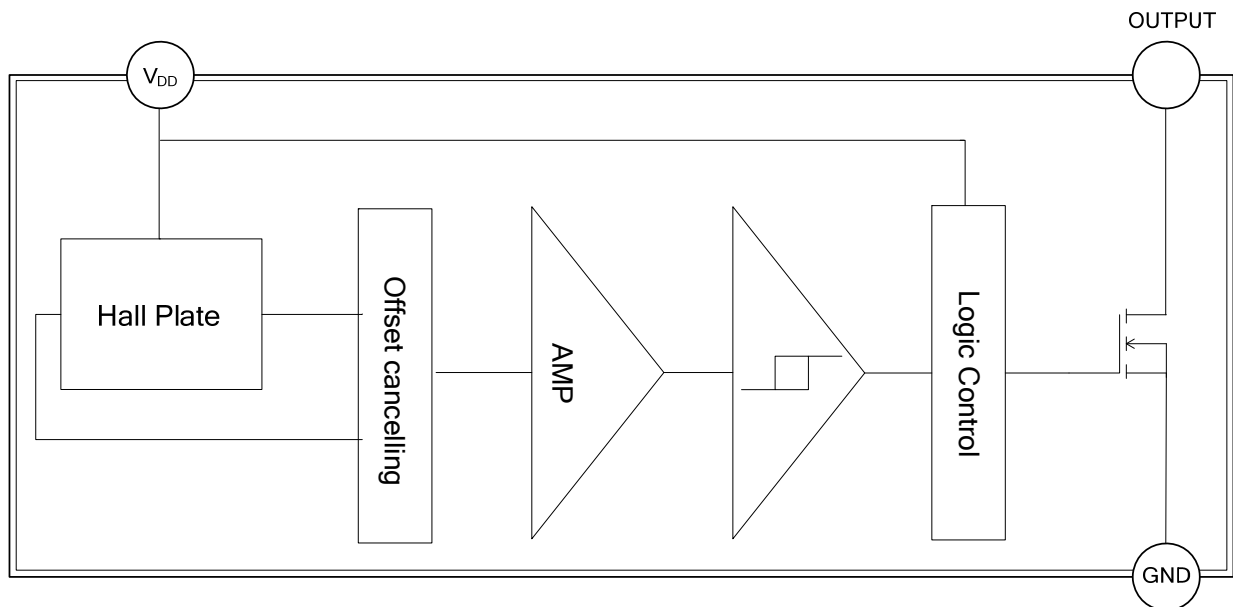 OUTPUT
VDD
Hall Plate
Offset cancelling
AMP
Logic Control
GND